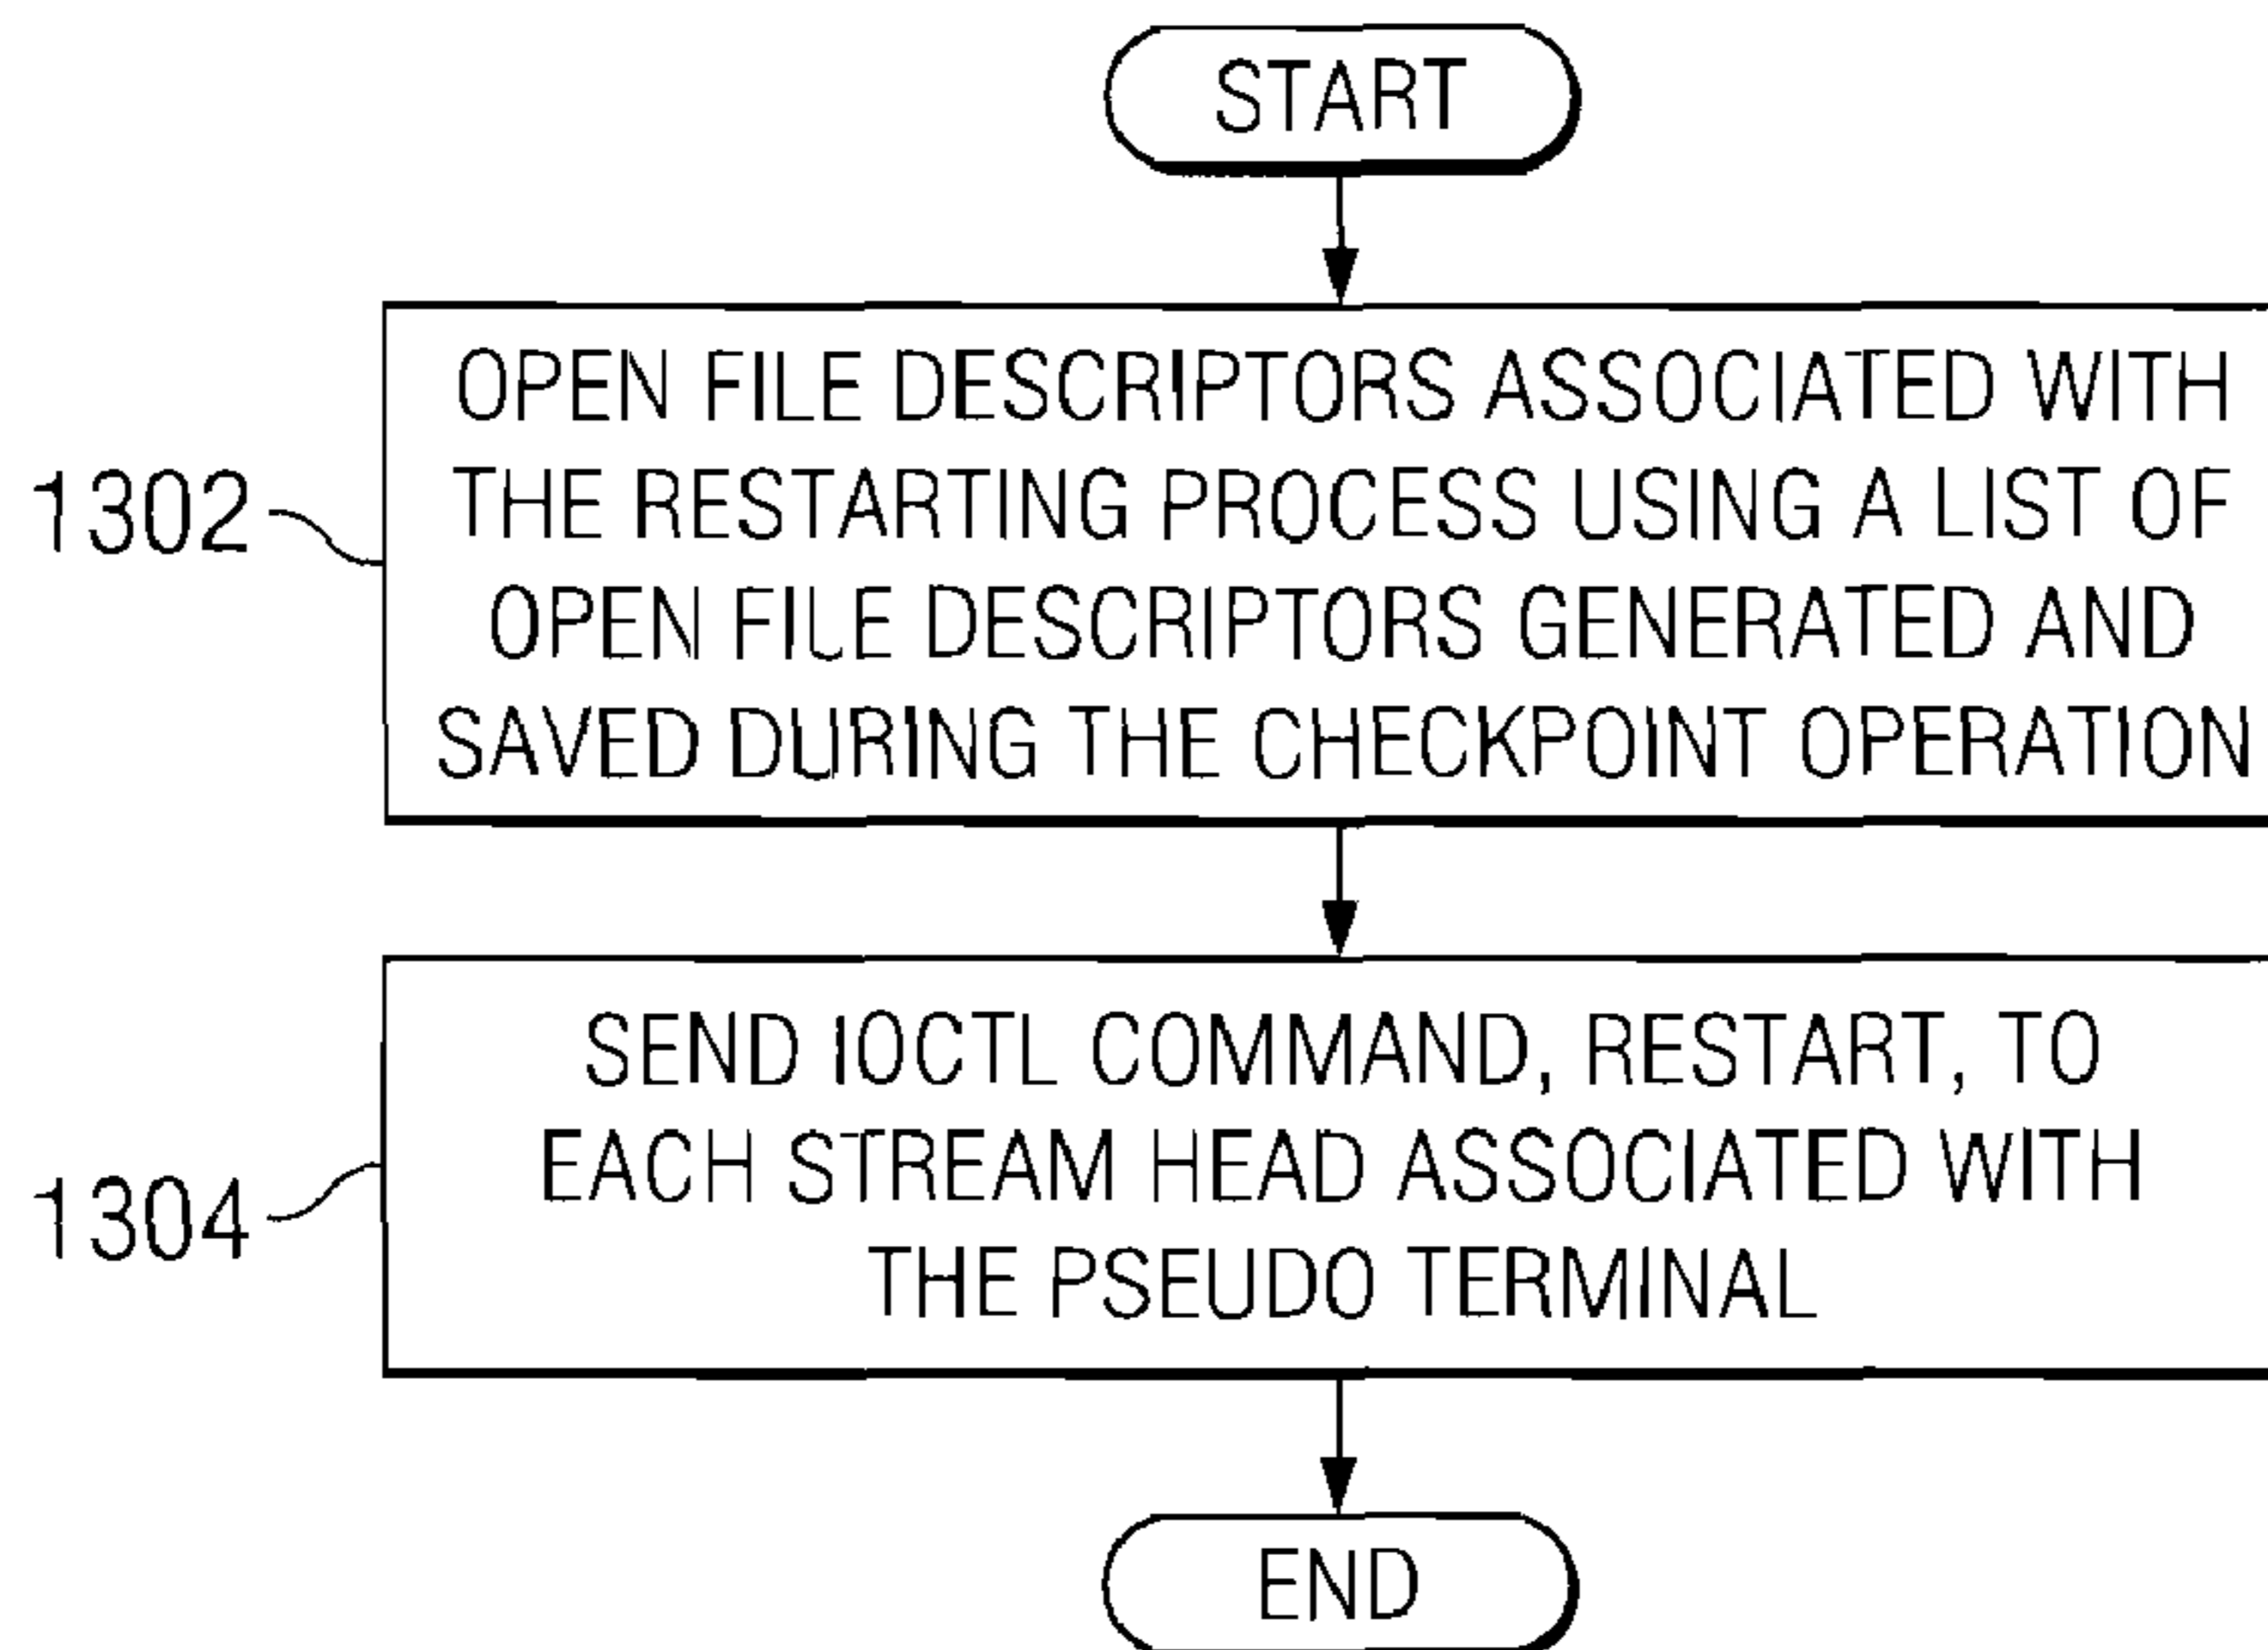 START
1302
OPEN FILE DESCRIPTORS ASSOCIATED WITH
THE RESTARTING PROCESS USING A LIST OF
OPEN FILE DESCRIPTORS GENERATED AND
SAVED DURING THE CHECKPOINT OPERATION
1304
SEND IOCTL COMMAND, RESTART, TO
EACH STREAM HEAD ASSOCIATED WITH
THE PSEUDO TERMINAL
END